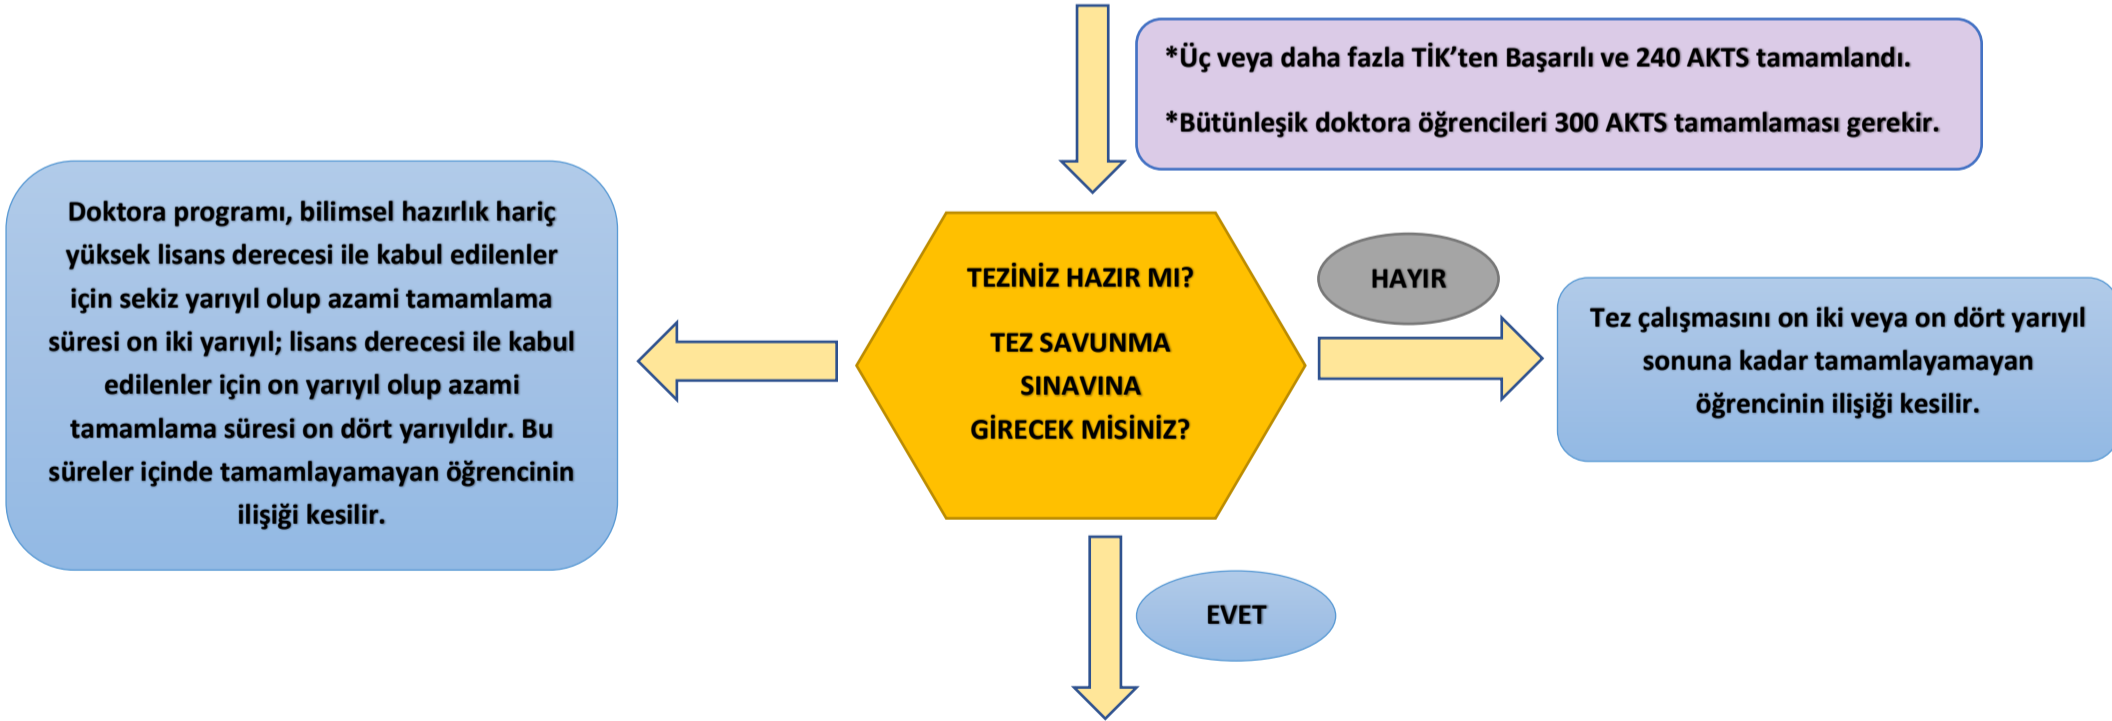 *Üç veya daha fazla TİK’ten Başarılı ve 240 AKTS tamamlandı.
*Bütünleşik doktora öğrencileri 300 AKTS tamamlaması gerekir.
Doktora programı, bilimsel hazırlık hariç
yüksek lisans derecesi ile kabul edilenler
için sekiz yarıyıl olup azami tamamlama
süresi on iki yarıyıl; lisans derecesi ile kabul
edilenler için on yarıyıl olup azami
tamamlama süresi on dört yarıyıldır. Bu
süreler içinde tamamlayamayan öğrencinin
ilişiği kesilir.
TEZİNİZ HAZIR MI?
TEZ SAVUNMA
SINAVINA
GİRECEK MİSİNİZ?
HAYIR
Tez çalışmasını on iki veya on dört yarıyıl
sonuna kadar tamamlayamayan
öğrencinin ilişiği kesilir.
EVET